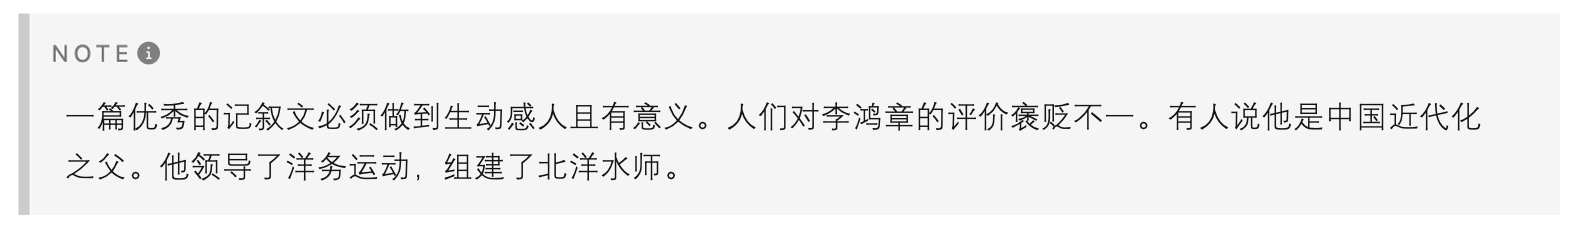 NOTE
一篇优秀的记叙文必须做到生动感人且有意义。人们对李鸿章的评价褒贬不一。有人说他是中国近代化
之父。他领导了洋务运动，组建了北洋水师。